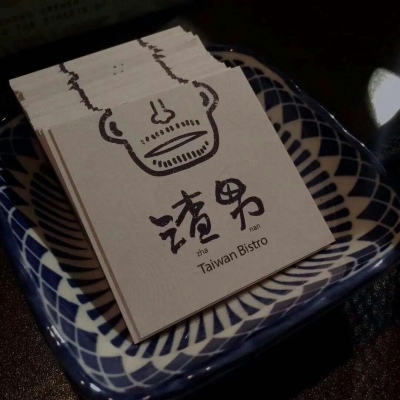 渣男
zha nan
Taiwan Bistro